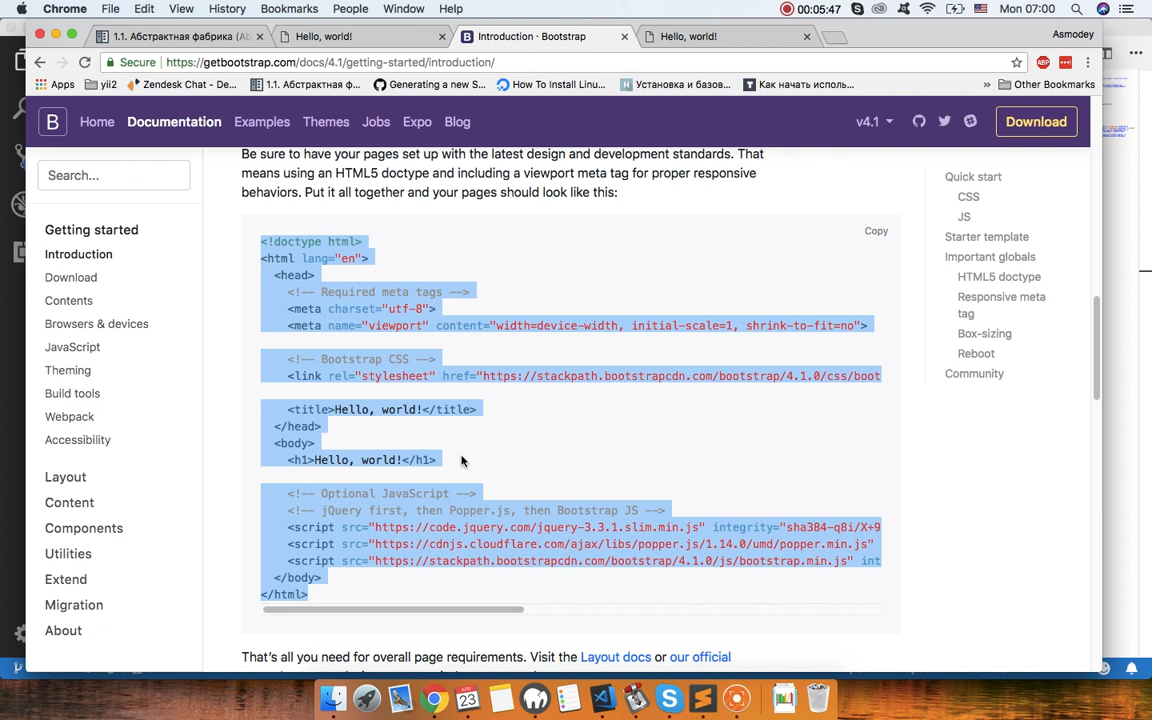 Chrome File Edit View History Bookmarks People Window Help 00:05:47 Mon 07:00
1.1. Абстрактная фабрика (Ab Hello, world! Introduction · Bootstrap Hello, world! Asmodey
Secure https://getbootstrap.com/docs/4.1/getting-started/introduction/
Apps yii2 Zendesk Chat - De... 1.1. Абстрактная ф... Generating a new S... How To Install Linu... Установка и базов... Как начать исполь... » Other Bookmarks
B Home Documentation Examples Themes Jobs Expo Blog v4.1 Download
Search...
Getting started
Introduction
Download
Contents
Browsers & devices
JavaScript
Theming
Build tools
Webpack
Accessibility
Layout
Content
Components
Utilities
Extend
Migration
About
Be sure to have your pages set up with the latest design and development standards. That
means using an HTML5 doctype and including a viewport meta tag for proper responsive
behaviors. Put it all together and your pages should look like this:
Copy
<!doctype html>
<html lang="en">
<head>
<!-- Required meta tags -->
<meta charset="utf-8">
<meta name="viewport" content="width=device-width, initial-scale=1, shrink-to-fit=no">
<!-- Bootstrap CSS -->
<link rel="stylesheet" href="https://stackpath.bootstrapcdn.com/bootstrap/4.1.0/css/boot
<title>Hello, world!</title>
</head>
<body>
<h1>Hello, world!</h1>
<!-- Optional JavaScript -->
<!-- jQuery first, then Popper.js, then Bootstrap JS -->
<script src="https://code.jquery.com/jquery-3.3.1.slim.min.js" integrity="sha384-q8i/X+9
<script src="https://cdnjs.cloudflare.com/ajax/libs/popper.js/1.14.0/umd/popper.min.js"
<script src="https://stackpath.bootstrapcdn.com/bootstrap/4.1.0/js/bootstrap.min.js" int
</body>
</html>
That's all you need for overall page requirements. Visit the Layout docs or our official
Quick start
CSS
JS
Starter template
Important globals
HTML5 doctype
Responsive meta
tag
Box-sizing
Reboot
Community
APR
23